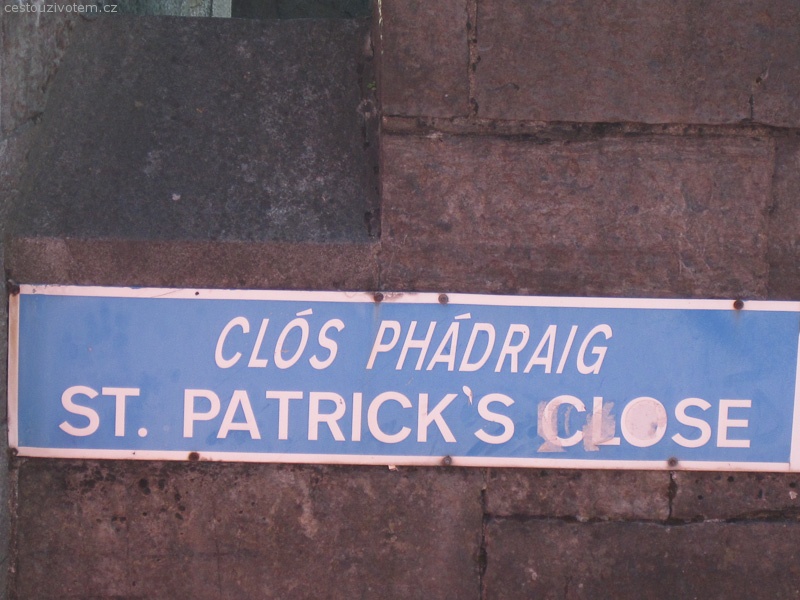 cestouzivotem.cz
CLÓS PHÁDRAIG
ST. PATRICK'S CLOSE